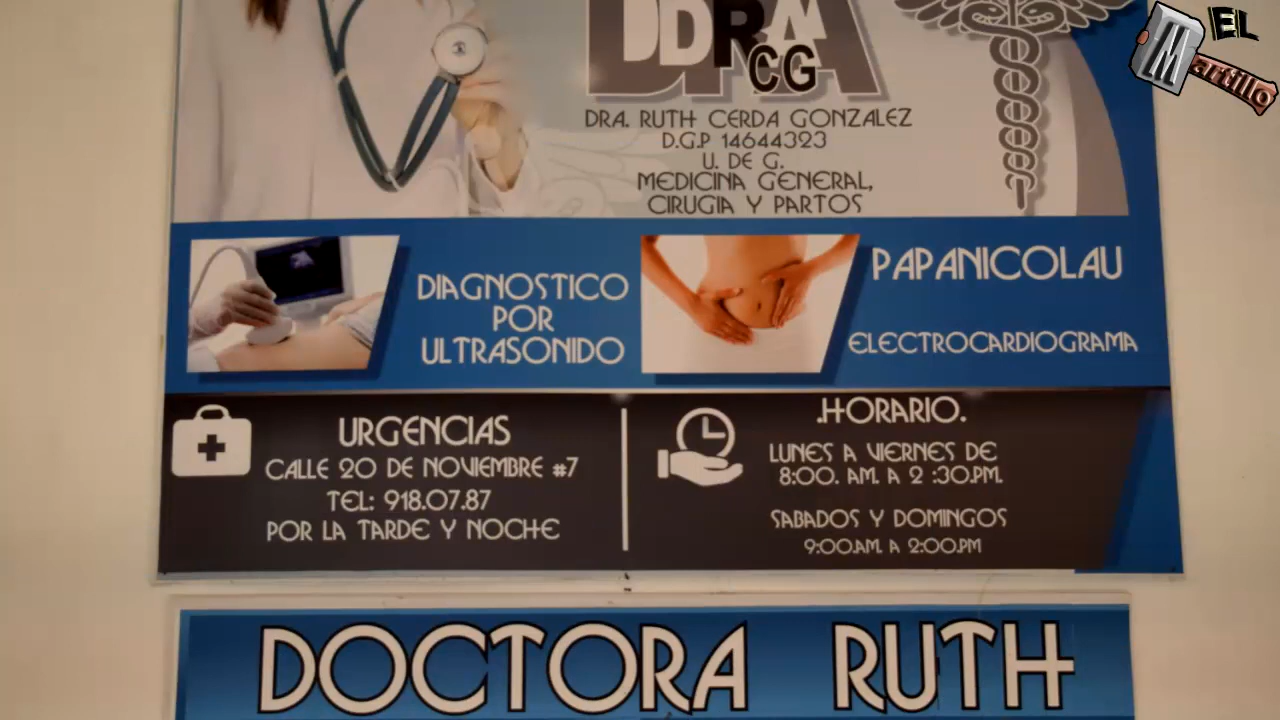 EL
Martillo
DDRA
CG
DRA. RUTH CERDA GONZALEZ
D.G.P 14644323
U. DE G.
MEDICINA GENERAL,
CIRUGIA Y PARTOS
DIAGNOSTICO
POR
ULTRASONIDO
PAPANICOLAU
ELECTROCARDIOGRAMA
URGENCIAS
CALLE 20 DE NOVIEMBRE #7
TEL: 918.07.87
POR LA TARDE Y NOCHE
.HORARIO.
LUNES A VIERNES DE
8:00. AM. A 2 :30.PM.
SABADOS Y DOMINGOS
9:00.AM. A 2:00.PM
DOCTORA RUTH